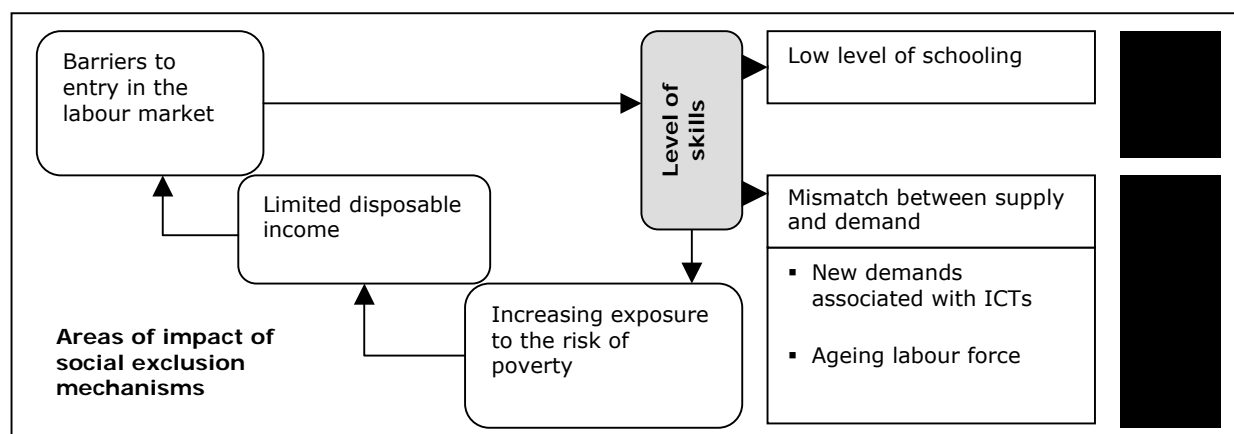 Barriers to
entry in the
labour market
Level of
skills
Low level of schooling
Limited disposable
income
Mismatch between supply
and demand
▪ New demands
associated with ICTs
▪ Ageing labour force
Increasing exposure
to the risk of
poverty
Areas of impact of
social exclusion
mechanisms